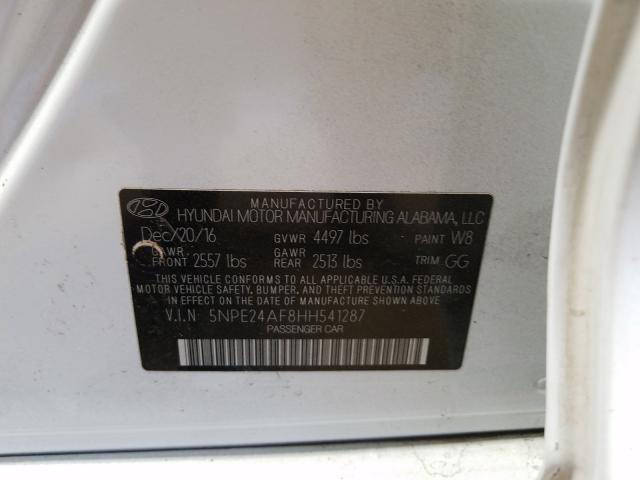 MANUFACTURED BY
HYUNDAI MOTOR MANUFACTURING ALABAMA, LLC
Dec/20/16 GVWR 4497 lbs PAINT W8
GAWR FRONT 2557 lbs GAWR REAR 2513 lbs TRIM GG
THIS VEHICLE CONFORMS TO ALL APPLICABLE U.S.A. FEDERAL
MOTOR VEHICLE SAFETY, BUMPER, AND THEFT PREVENTION STANDARDS
IN EFFECT ON THE DATE OF MANUFACTURE SHOWN ABOVE.
V.I.N 5NPE24AF8HH541287
PASSENGER CAR